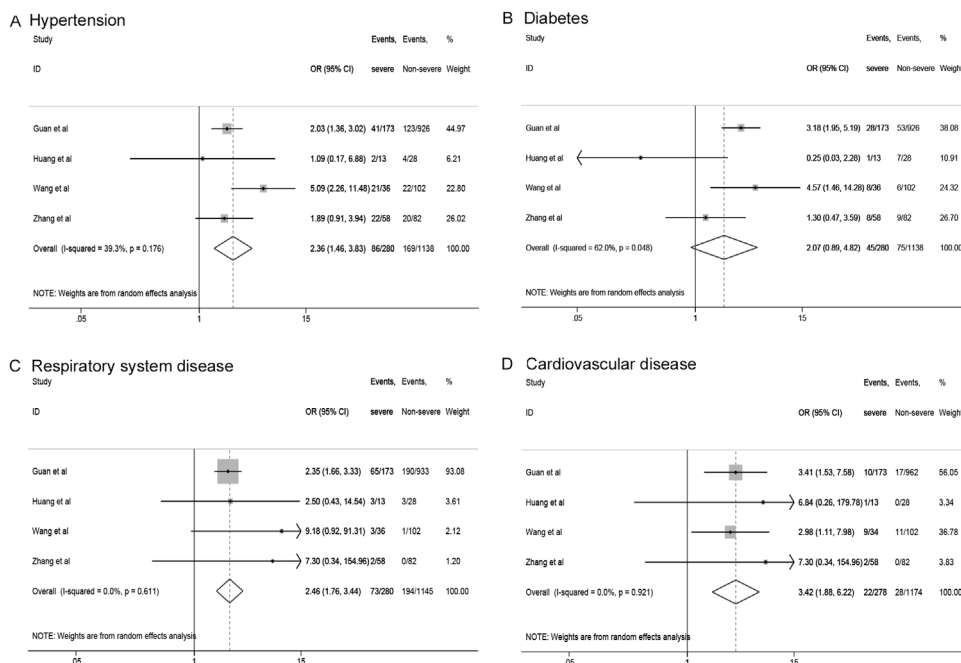 A Hypertension
Study Events, Events, %
ID OR (95% CI) severe Non-severe Weight
Guan et al 2.03 (1.36, 3.02) 41/173 123/926 44.97
Huang et al 1.09 (0.17, 6.88) 2/13 4/28 6.21
Wang et al 5.09 (2.26, 11.48) 21/36 22/102 22.80
Zhang et al 1.89 (0.91, 3.94) 22/58 20/82 26.02
Overall (I-squared = 39.3%, p = 0.176) 2.36 (1.46, 3.83) 86/280 169/1138 100.00
NOTE: Weights are from random effects analysis
.05 1 15
B Diabetes
Study Events, Events, %
ID OR (95% CI) severe Non-severe Weight
Guan et al 3.18 (1.95, 5.19) 28/173 53/926 38.08
Huang et al 0.25 (0.03, 2.28) 1/13 7/28 10.91
Wang et al 4.57 (1.46, 14.28) 8/36 6/102 24.32
Zhang et al 1.30 (0.47, 3.59) 8/58 9/82 26.70
Overall (I-squared = 62.0%, p = 0.048) 2.07 (0.89, 4.82) 45/280 75/1138 100.00
NOTE: Weights are from random effects analysis
.05 1 15
C Respiratory system disease
Study Events, Events, %
ID OR (95% CI) severe Non-severe Weight
Guan et al 2.35 (1.66, 3.33) 65/173 190/933 93.08
Huang et al 2.50 (0.43, 14.54) 3/13 3/28 3.61
Wang et al 9.18 (0.92, 91.31) 3/36 1/102 2.12
Zhang et al 7.30 (0.34, 154.96) 2/58 0/82 1.20
Overall (I-squared = 0.0%, p = 0.611) 2.46 (1.76, 3.44) 73/280 194/1145 100.00
NOTE: Weights are from random effects analysis
.05 1 15
D Cardiovascular disease
Study Events, Events, %
ID OR (95% CI) severe Non-severe Weight
Guan et al 3.41 (1.53, 7.58) 10/173 17/962 56.05
Huang et al 6.84 (0.26, 179.78) 1/13 0/28 3.34
Wang et al 2.98 (1.11, 7.98) 9/34 11/102 36.78
Zhang et al 7.30 (0.34, 154.96) 2/58 0/82 3.83
Overall (I-squared = 0.0%, p = 0.921) 3.42 (1.88, 6.22) 22/278 28/1174 100.00
NOTE: Weights are from random effects analysis
.05 1 15